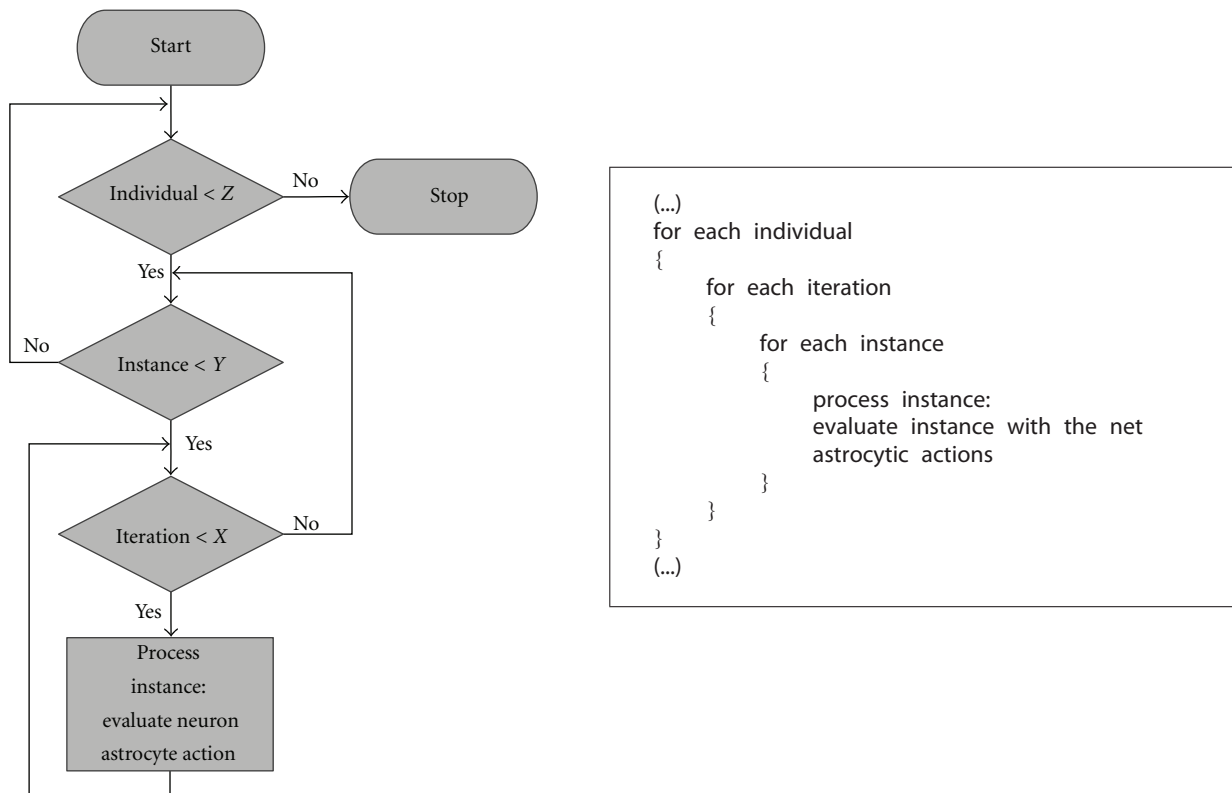 Start
Individual < Z
No
Stop
Yes
No
Instance < Y
Yes
Iteration < X
No
Yes
Process
instance:
evaluate neuron
astrocyte action
(...)
for each individual
{
for each iteration
{
for each instance
{
process instance:
evaluate instance with the net
astrocytic actions
}
}
}
(...)